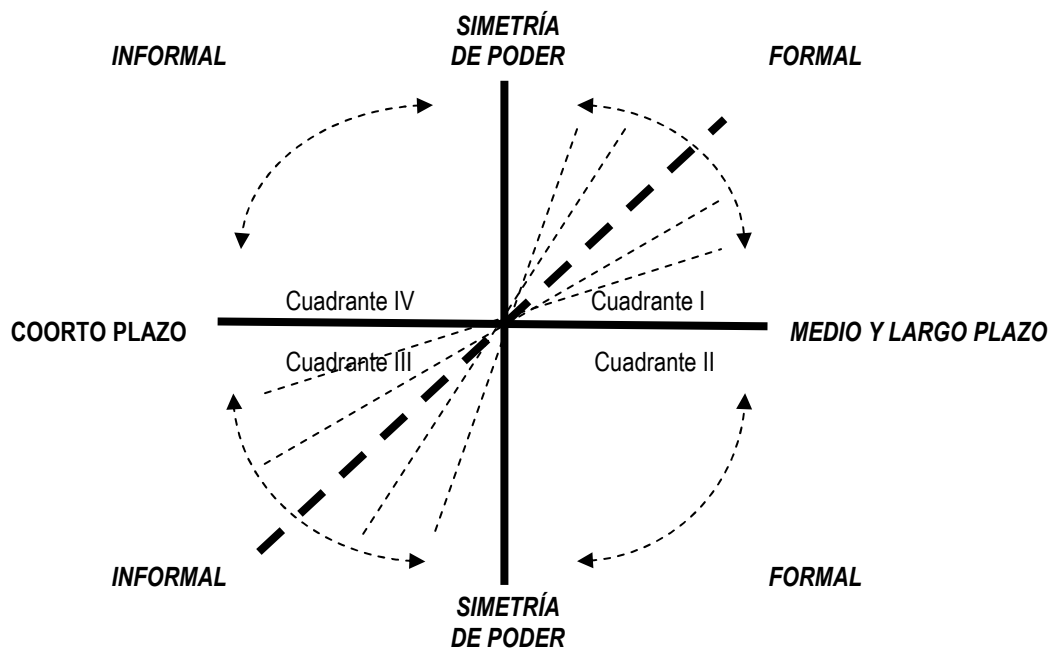 SIMETRÍA
DE PODER
INFORMAL
FORMAL
Cuadrante IV
Cuadrante I
COORTO PLAZO
MEDIO Y LARGO PLAZO
Cuadrante III
Cuadrante II
INFORMAL
FORMAL
SIMETRÍA
DE PODER